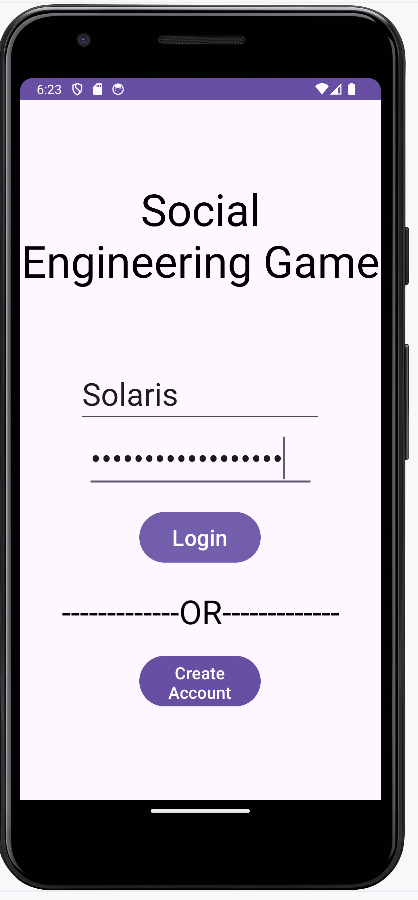 6:23
Social
Engineering Game
Solaris
••••••••••••••••••
Login
-------------OR-------------
Create
Account